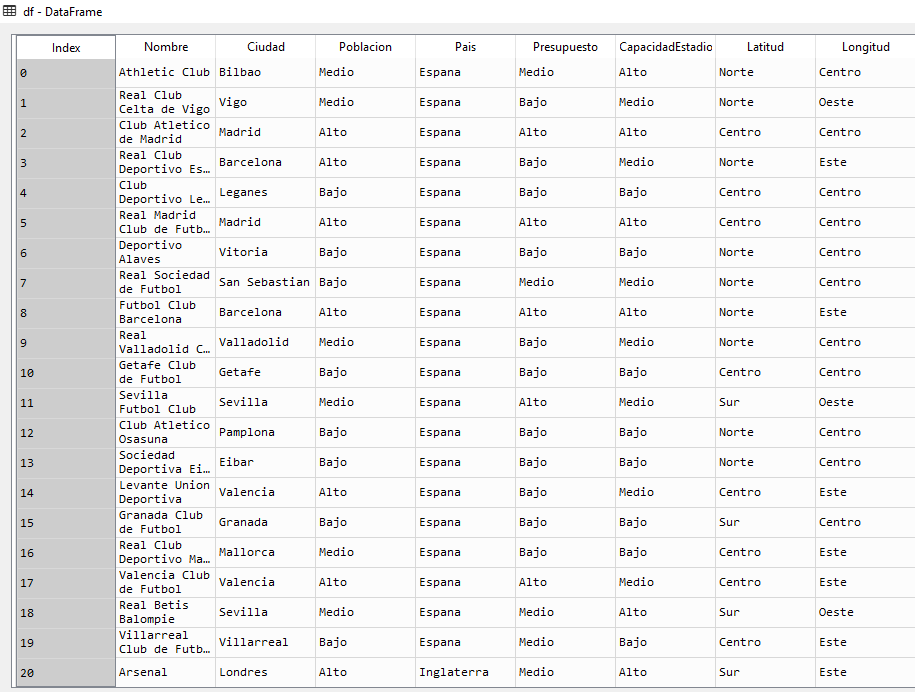 df - DataFrame
Index Nombre Ciudad Poblacion Pais Presupuesto CapacidadEstadio Latitud Longitud
0 Athletic Club Bilbao Medio Espana Medio Alto Norte Centro
1 Real Club Celta de Vigo Vigo Medio Espana Bajo Medio Norte Oeste
2 Club Atletico de Madrid Madrid Alto Espana Alto Alto Centro Centro
3 Real Club Deportivo Es… Barcelona Alto Espana Bajo Medio Norte Este
4 Club Deportivo Le… Leganes Bajo Espana Bajo Bajo Centro Centro
5 Real Madrid Club de Futb… Madrid Alto Espana Alto Alto Centro Centro
6 Deportivo Alaves Vitoria Bajo Espana Bajo Bajo Norte Centro
7 Real Sociedad de Futbol San Sebastian Bajo Espana Medio Medio Norte Centro
8 Futbol Club Barcelona Barcelona Alto Espana Alto Alto Norte Este
9 Real Valladolid C… Valladolid Medio Espana Bajo Medio Norte Centro
10 Getafe Club de Futbol Getafe Bajo Espana Bajo Bajo Centro Centro
11 Sevilla Futbol Club Sevilla Medio Espana Alto Medio Sur Oeste
12 Club Atletico Osasuna Pamplona Bajo Espana Bajo Bajo Norte Centro
13 Sociedad Deportiva Ei… Eibar Bajo Espana Bajo Bajo Norte Centro
14 Levante Union Deportiva Valencia Alto Espana Bajo Medio Centro Este
15 Granada Club de Futbol Granada Bajo Espana Bajo Bajo Sur Centro
16 Real Club Deportivo Ma… Mallorca Medio Espana Bajo Bajo Centro Este
17 Valencia Club de Futbol Valencia Alto Espana Alto Medio Centro Este
18 Real Betis Balompie Sevilla Medio Espana Medio Alto Sur Oeste
19 Villarreal Club de Futb… Villarreal Bajo Espana Medio Bajo Centro Este
20 Arsenal Londres Alto Inglaterra Medio Alto Sur Este